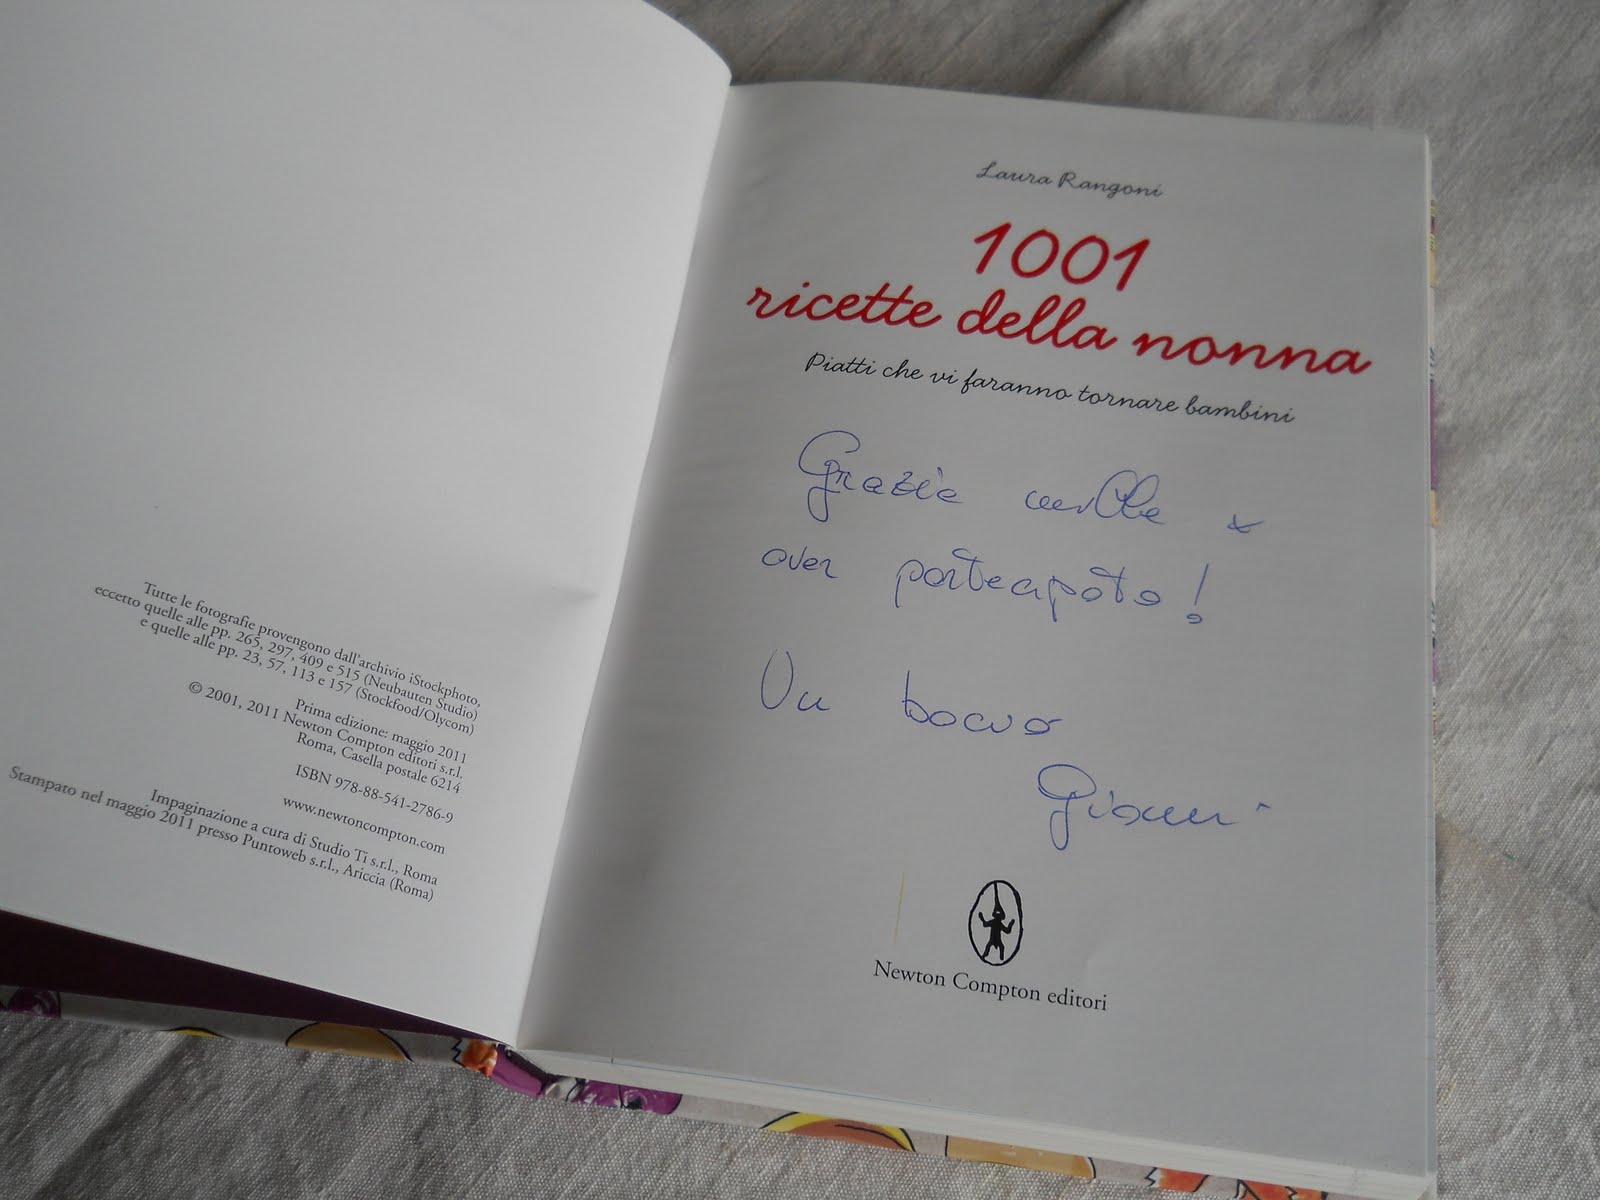 Tutte le fotografie provengono dall'archivio iStockphoto,
eccetto quelle alle pp. 265, 297, 409 e 515 (Neubauten Studio)
e quelle alle pp. 23, 57, 113 e 157 (Stockfood/Olycom)
Prima edizione: maggio 2011
© 2001, 2011 Newton Compton editori s.r.l.
Roma, Casella postale 6214
ISBN 978-88-541-2786-9
www.newtoncompton.com
Impaginazione a cura di Studio Ti s.r.l., Roma
Stampato nel maggio 2011 presso Puntoweb s.r.l., Ariccia (Roma)
Laura Rangoni
1001
ricette della nonna
Piatti che vi faranno tornare bambini
Grazie mille x
aver partecipato!
Un bacio
Newton Compton editori